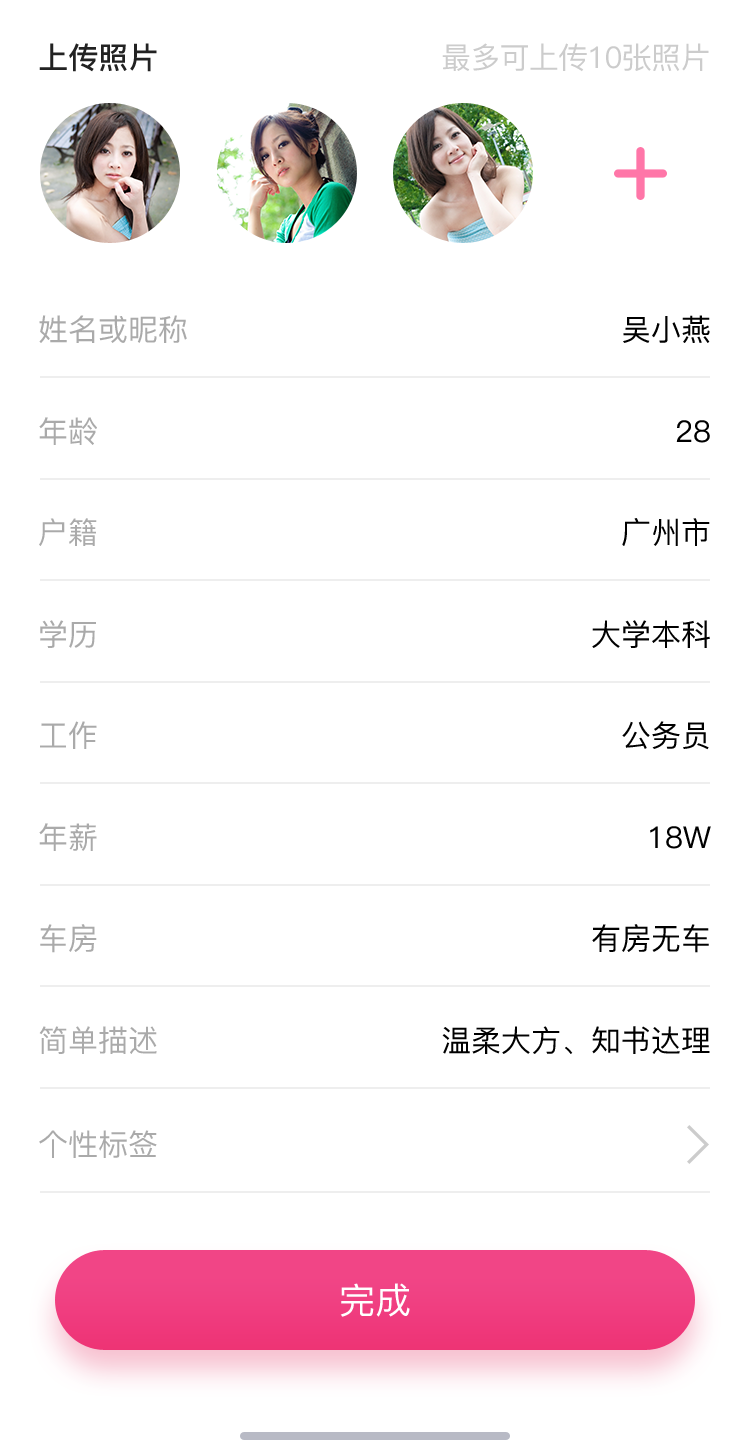 上传照片 最多可上传10张照片
姓名或昵称 吴小燕
年龄 28
户籍 广州市
学历 大学本科
工作 公务员
年薪 18W
车房 有房无车
简单描述 温柔大方、知书达理
个性标签
完成